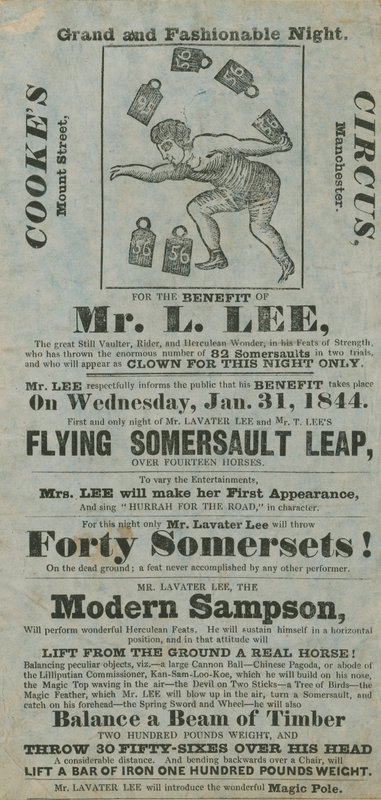 Grand and Fashionable Night.
COOKE'S
Mount Street,
CIRCUS,
Manchester.
56
56
56
56
56
56
FOR THE BENEFIT OF
Mr. L. LEE,
The great Still Vaulter, Rider, and Herculean Wonder, in his Feats of Strength,
who has thrown the enormous number of 82 Somersaults in two trials,
and who will appear as CLOWN FOR THIS NIGHT ONLY.
Mr. LEE respectfully informs the public that his BENEFIT takes place
On Wednesday, Jan. 31, 1844.
First and only night of Mr. LAVATER LEE and Mr. T. LEE'S
FLYING SOMERSAULT LEAP,
OVER FOURTEEN HORSES.
To vary the Entertainments,
Mrs. LEE will make her First Appearance,
And sing "HURRAH FOR THE ROAD," in character.
For this night only Mr. Lavater Lee will throw
Forty Somersets!
On the dead ground; a feat never accomplished by any other performer.
MR. LAVATER LEE, THE
Modern Sampson,
Will perform wonderful Herculean Feats. He will sustain himself in a horizontal
position, and in that attitude will
LIFT FROM THE GROUND A REAL HORSE!
Balancing peculiar objects, viz.—a large Cannon Ball—Chinese Pagoda, or abode of
the Lilliputian Commissioner, Kan-Sam-Loo-Koe, which he will build on his nose,
the Magic Top waving in the air—the Devil on Two Sticks—a Tree of Birds—the
Magic Feather, which Mr. LEE will blow up in the air, turn a Somersault, and
catch on his forehead—the Spring Sword and Wheel—he will also
Balance a Beam of Timber
TWO HUNDRED POUNDS WEIGHT, AND
THROW 30 FIFTY-SIXES OVER HIS HEAD
A considerable distance. And bending backwards over a Chair, will
LIFT A BAR OF IRON ONE HUNDRED POUNDS WEIGHT.
Mr. LAVATER LEE will introduce the wonderful Magic Pole.